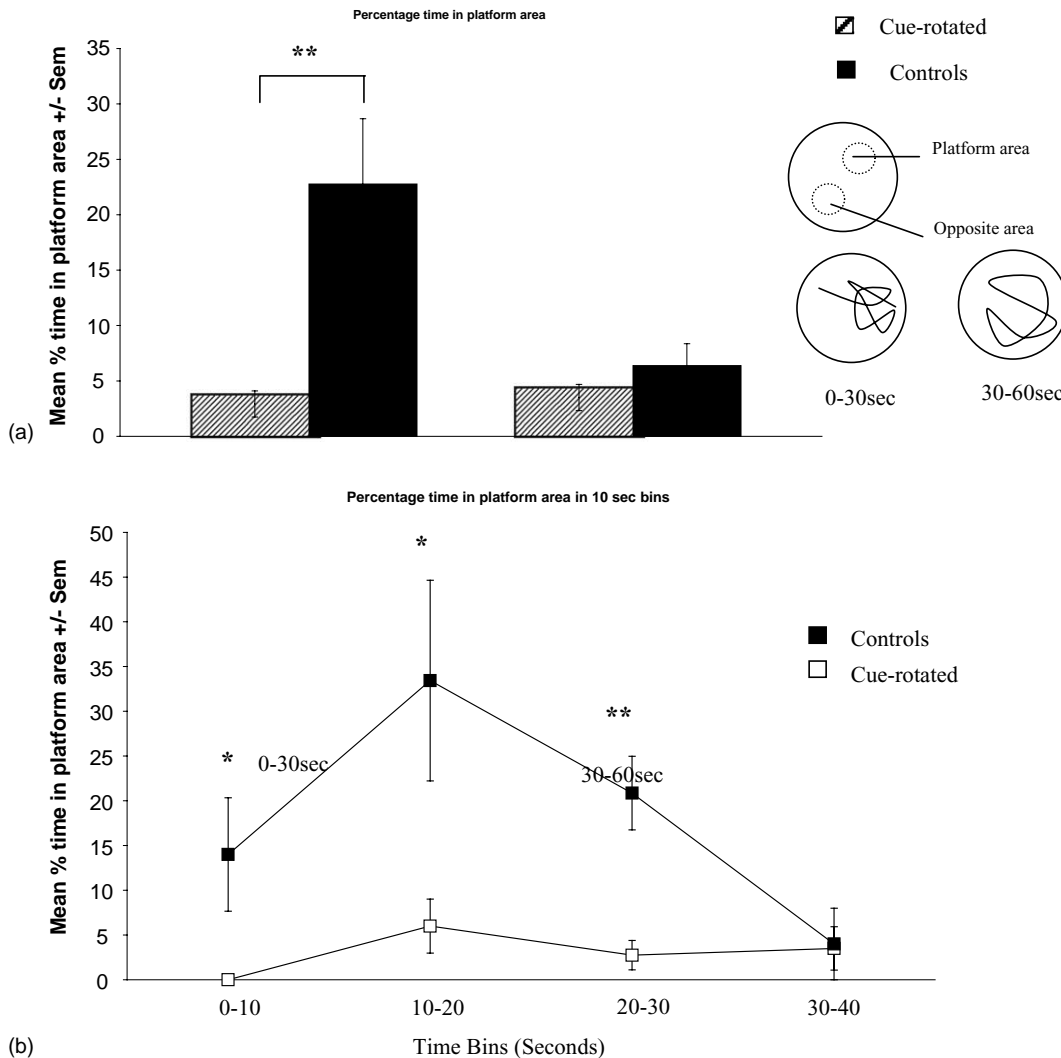 Percentage time in platform area
Cue-rotated
Controls
Mean % time in platform area +/- Sem
35
30
25
20
15
10
5
0
**
Platform area
Opposite area
0-30sec
30-60sec
(a)
Percentage time in platform area in 10 sec bins
Mean % time in platform area +/- Sem
50
45
40
35
30
25
20
15
10
5
0
*
*
**
0-30sec
30-60sec
Controls
Cue-rotated
0-10
10-20
20-30
30-40
(b)
Time Bins (Seconds)